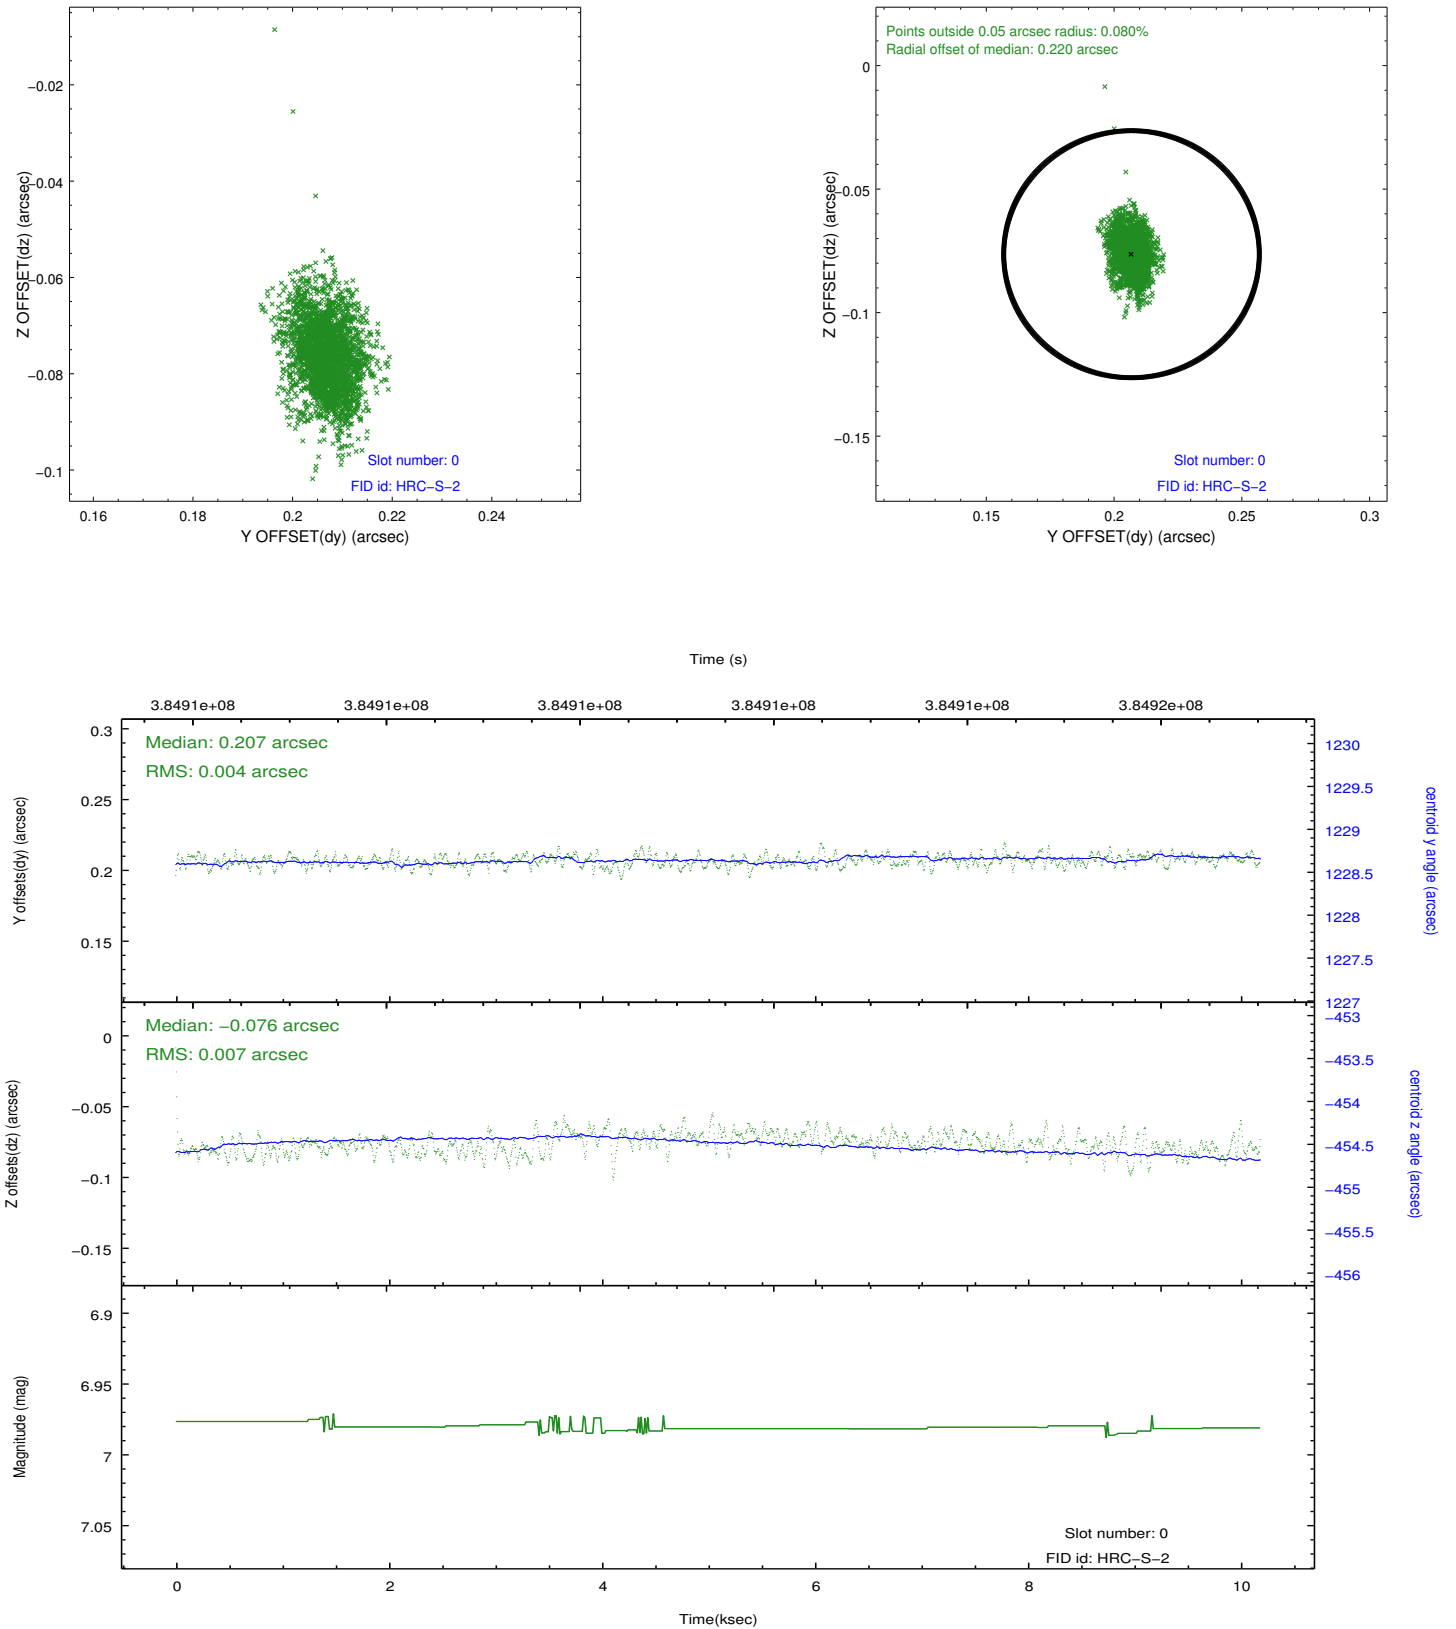 −0.02
−0.04
−0.06
−0.08
−0.1
Z OFFSET(dz) (arcsec)
Slot number: 0
FID id: HRC−S−2
0.16 0.18 0.2 0.22 0.24
Y OFFSET(dy) (arcsec)
Points outside 0.05 arcsec radius: 0.080%
Radial offset of median: 0.220 arcsec
0
−0.05
−0.1
−0.15
Z OFFSET(dz) (arcsec)
Slot number: 0
FID id: HRC−S−2
0.15 0.2 0.25 0.3
Y OFFSET(dy) (arcsec)
Time (s)
3.8491e+08 3.8491e+08 3.8491e+08 3.8491e+08 3.8491e+08 3.8492e+08
Median: 0.207 arcsec
RMS: 0.004 arcsec
0.3
0.25
0.2
0.15
Y offsets(dy) (arcsec)
1230
1229.5
1229
1228.5
1228
1227.5
1227
centroid y angle (arcsec)
Median: −0.076 arcsec
RMS: 0.007 arcsec
0
−0.05
−0.1
−0.15
Z offsets(dz) (arcsec)
−453
−453.5
−454
−454.5
−455
−455.5
−456
centroid z angle (arcsec)
6.9
6.95
7
7.05
Magnitude (mag)
Slot number: 0
FID id: HRC−S−2
0 2 4 6 8 10
Time(ksec)